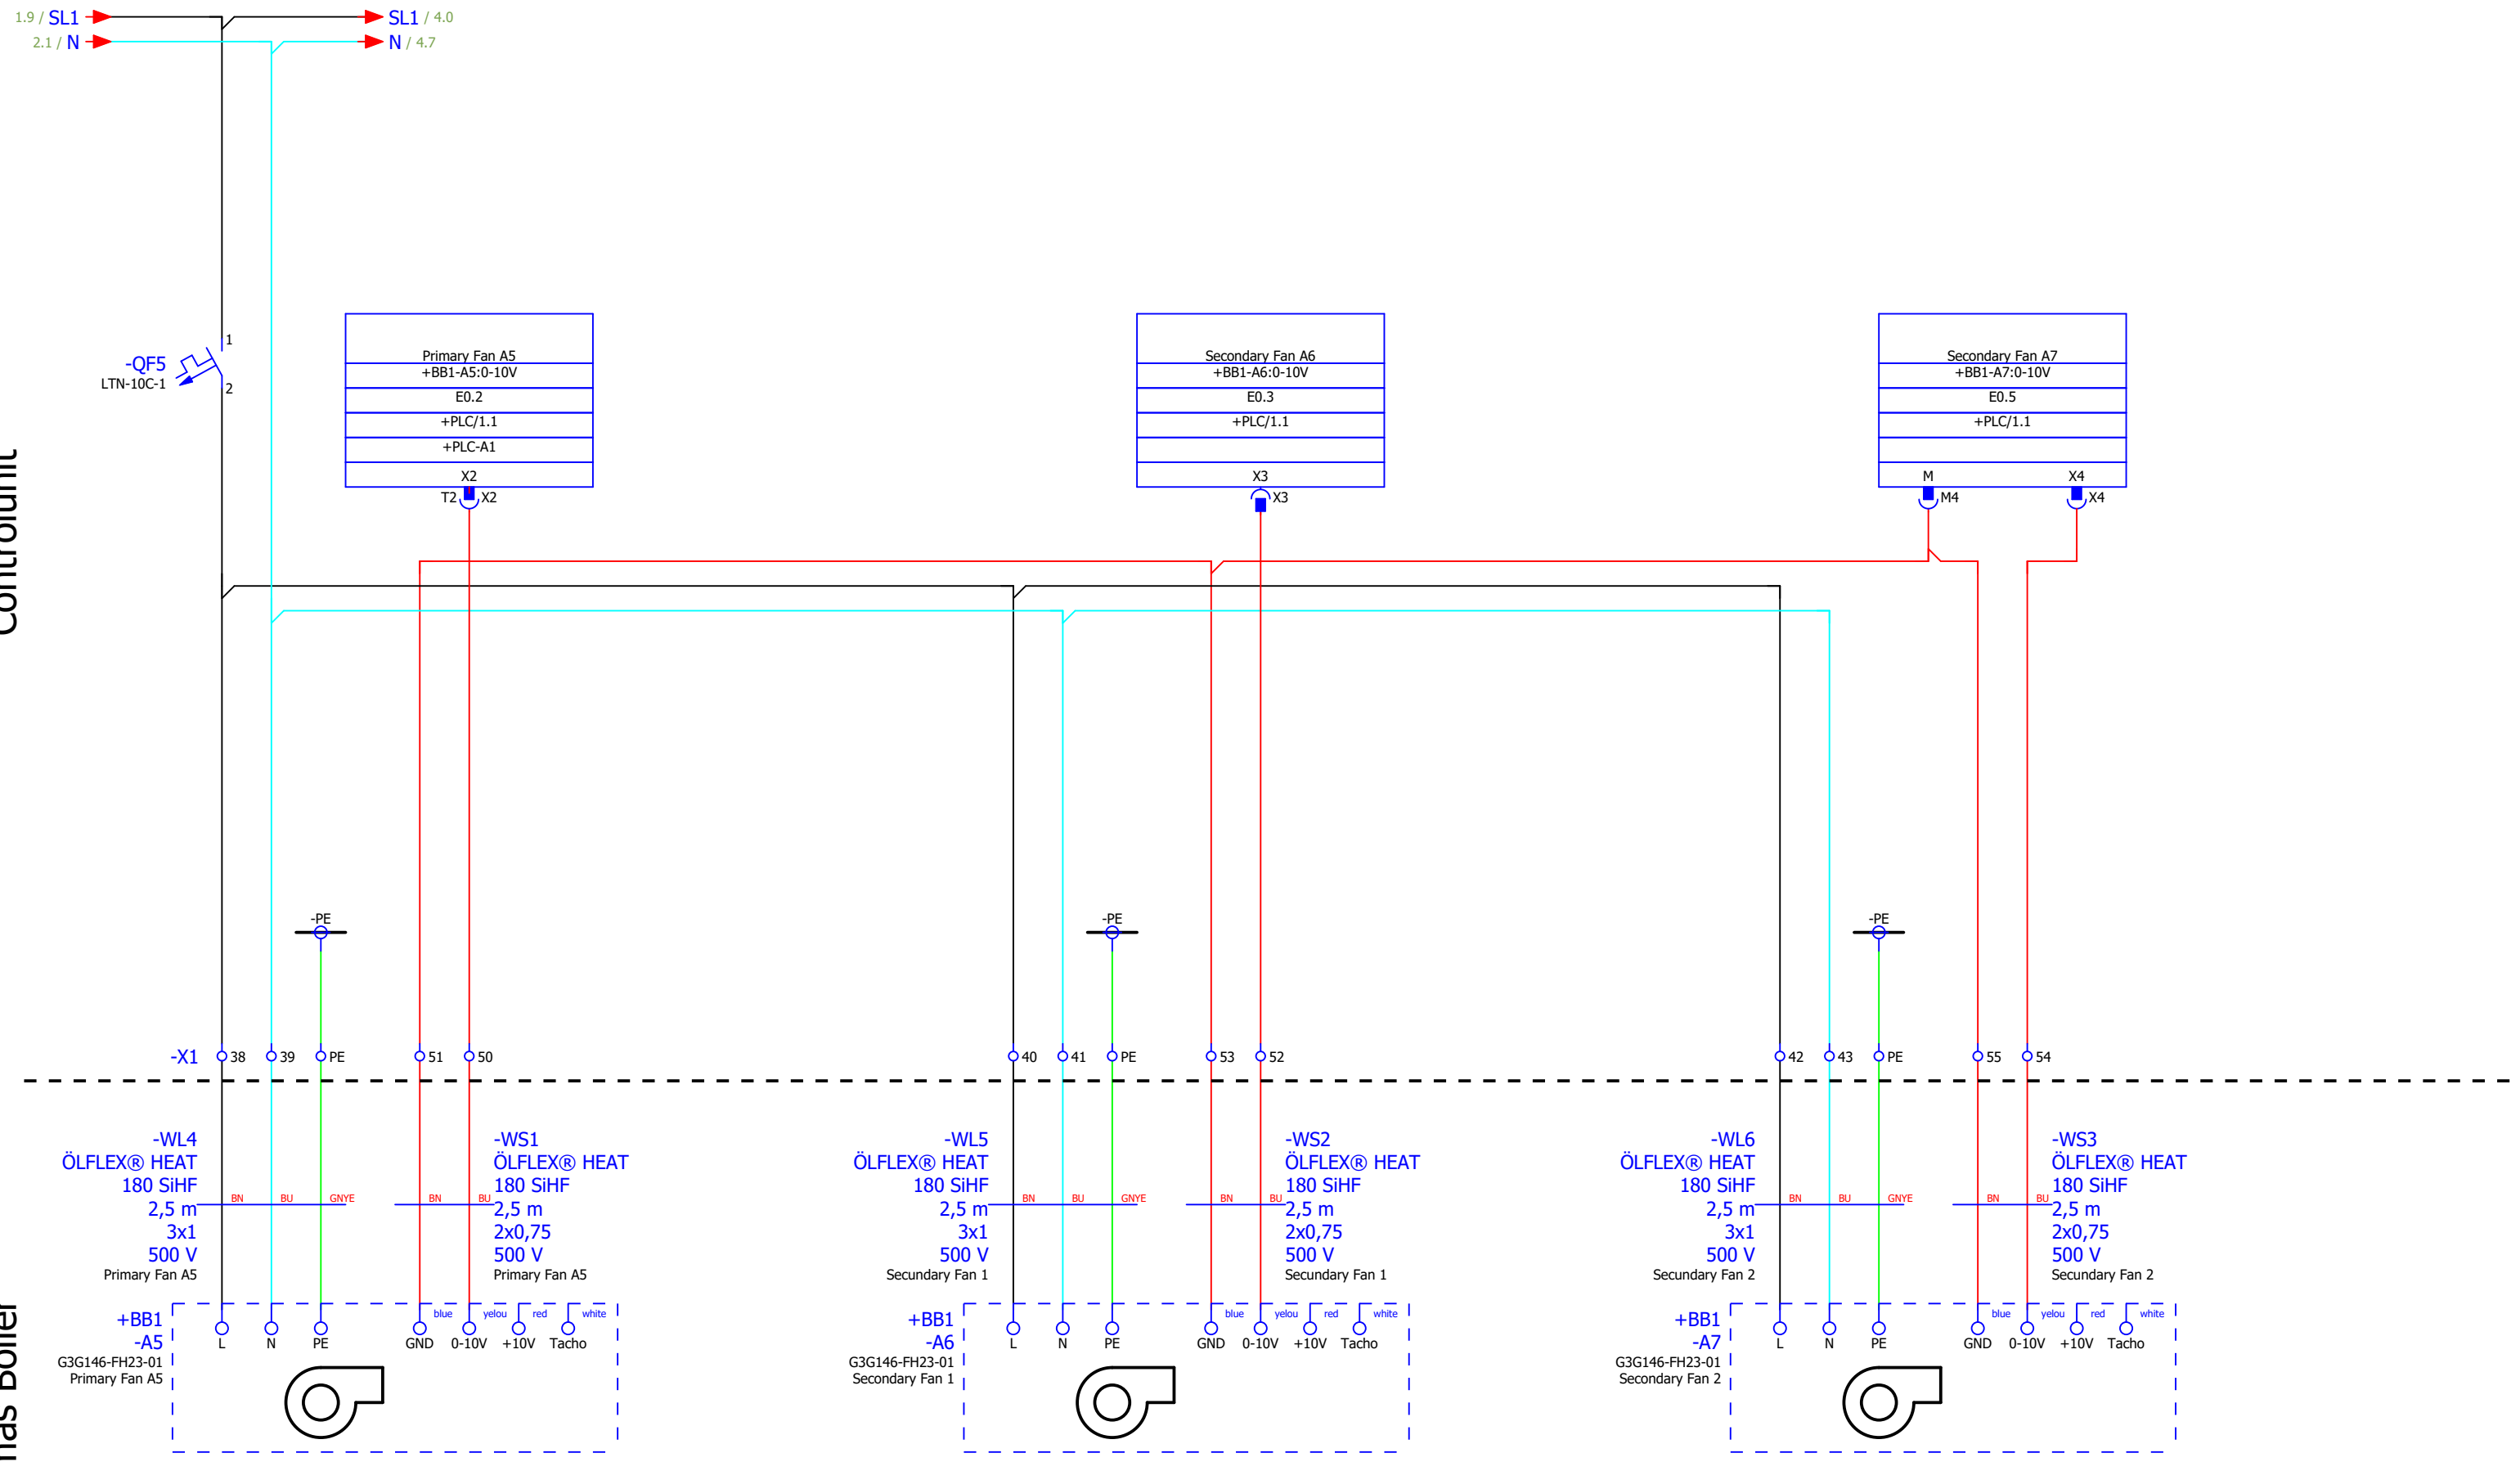 1.9 / SL1
SL1 / 4.0
2.1 / N
N / 4.7
Controlunit
1
-QF5
LTN-10C-1
2
Primary Fan A5
+BB1-A5:0-10V
E0.2
+PLC/1.1
+PLC-A1
X2
T2 X2
Secondary Fan A6
+BB1-A6:0-10V
E0.3
+PLC/1.1
X3
X3
Secondary Fan A7
+BB1-A7:0-10V
E0.5
+PLC/1.1
M X4
M4 X4
-PE
-PE
-PE
-X1 38 39 PE 51 50 40 41 PE 53 52 42 43 PE 55 54
-WL4
ÖLFLEX® HEAT
180 SiHF
2,5 m
3x1
500 V
Primary Fan A5
BN BU GNYE
BN BU
-WS1
ÖLFLEX® HEAT
180 SiHF
2,5 m
2x0,75
500 V
Primary Fan A5
-WL5
ÖLFLEX® HEAT
180 SiHF
2,5 m
3x1
500 V
Secundary Fan 1
BN BU GNYE
BN BU
-WS2
ÖLFLEX® HEAT
180 SiHF
2,5 m
2x0,75
500 V
Secundary Fan 1
-WL6
ÖLFLEX® HEAT
180 SiHF
2,5 m
3x1
500 V
Secundary Fan 2
BN BU GNYE
BN BU
-WS3
ÖLFLEX® HEAT
180 SiHF
2,5 m
2x0,75
500 V
Secundary Fan 2
Boiler
+BB1
-A5
G3G146-FH23-01
Primary Fan A5
blue yelou red white
L N PE GND 0-10V +10V Tacho
+BB1
-A6
G3G146-FH23-01
Secondary Fan 1
blue yelou red white
L N PE GND 0-10V +10V Tacho
+BB1
-A7
G3G146-FH23-01
Secondary Fan 2
blue yelou red white
L N PE GND 0-10V +10V Tacho